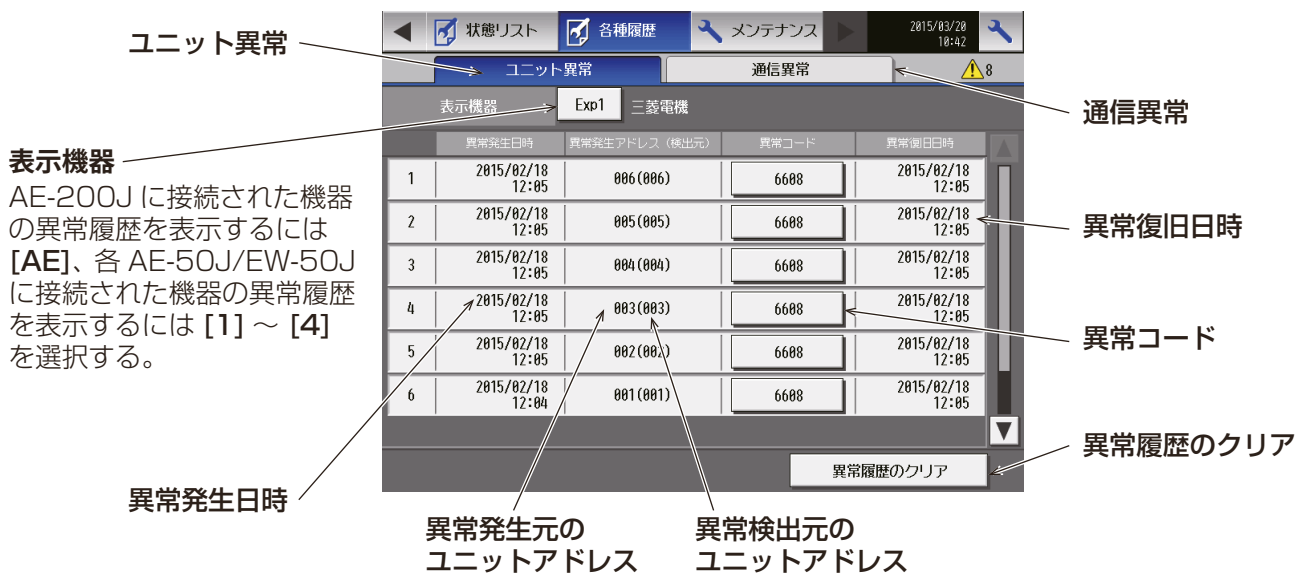 ユニット異常
表示機器
AE-200J に接続された機器
の異常履歴を表示するには
[AE]、各 AE-50J/EW-50J
に接続された機器の異常履歴
を表示するには [1] ～ [4]
を選択する。
異常発生日時
状態リスト 各種履歴 メンテナンス 2015/03/20
10:42
ユニット異常 通信異常 8
表示機器 Exp1 三菱電機
異常発生日時 異常発生アドレス（検出元） 異常コード 異常復旧日時
1 2015/02/18 12:05 006(006) 6608 2015/02/18 12:05
2 2015/02/18 12:05 005(005) 6608 2015/02/18 12:05
3 2015/02/18 12:05 004(004) 6608 2015/02/18 12:05
4 2015/02/18 12:05 003(003) 6608 2015/02/18 12:05
5 2015/02/18 12:05 002(002) 6608 2015/02/18 12:05
6 2015/02/18 12:04 001(001) 6608 2015/02/18 12:05
異常履歴のクリア
通信異常
異常復旧日時
異常コード
異常履歴のクリア
異常発生元の
ユニットアドレス
異常検出元の
ユニットアドレス